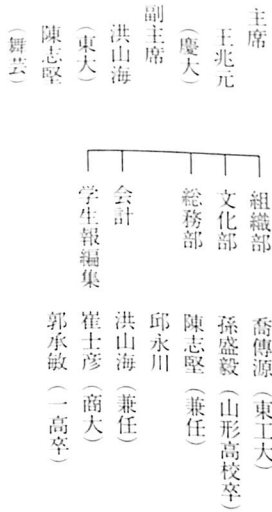 主席
王兆元
(慶大)
副主席
洪山海
(東大)
陳志堅
(舞芸)
組織部 喬傳源(東工大)
文化部 孫盛毅(山形高校卒)
総務部 陳志堅(兼任)
邱永川
会計 洪山海(兼任)
学生報編集 崔士彦(商大)
郭承敏(一高卒)